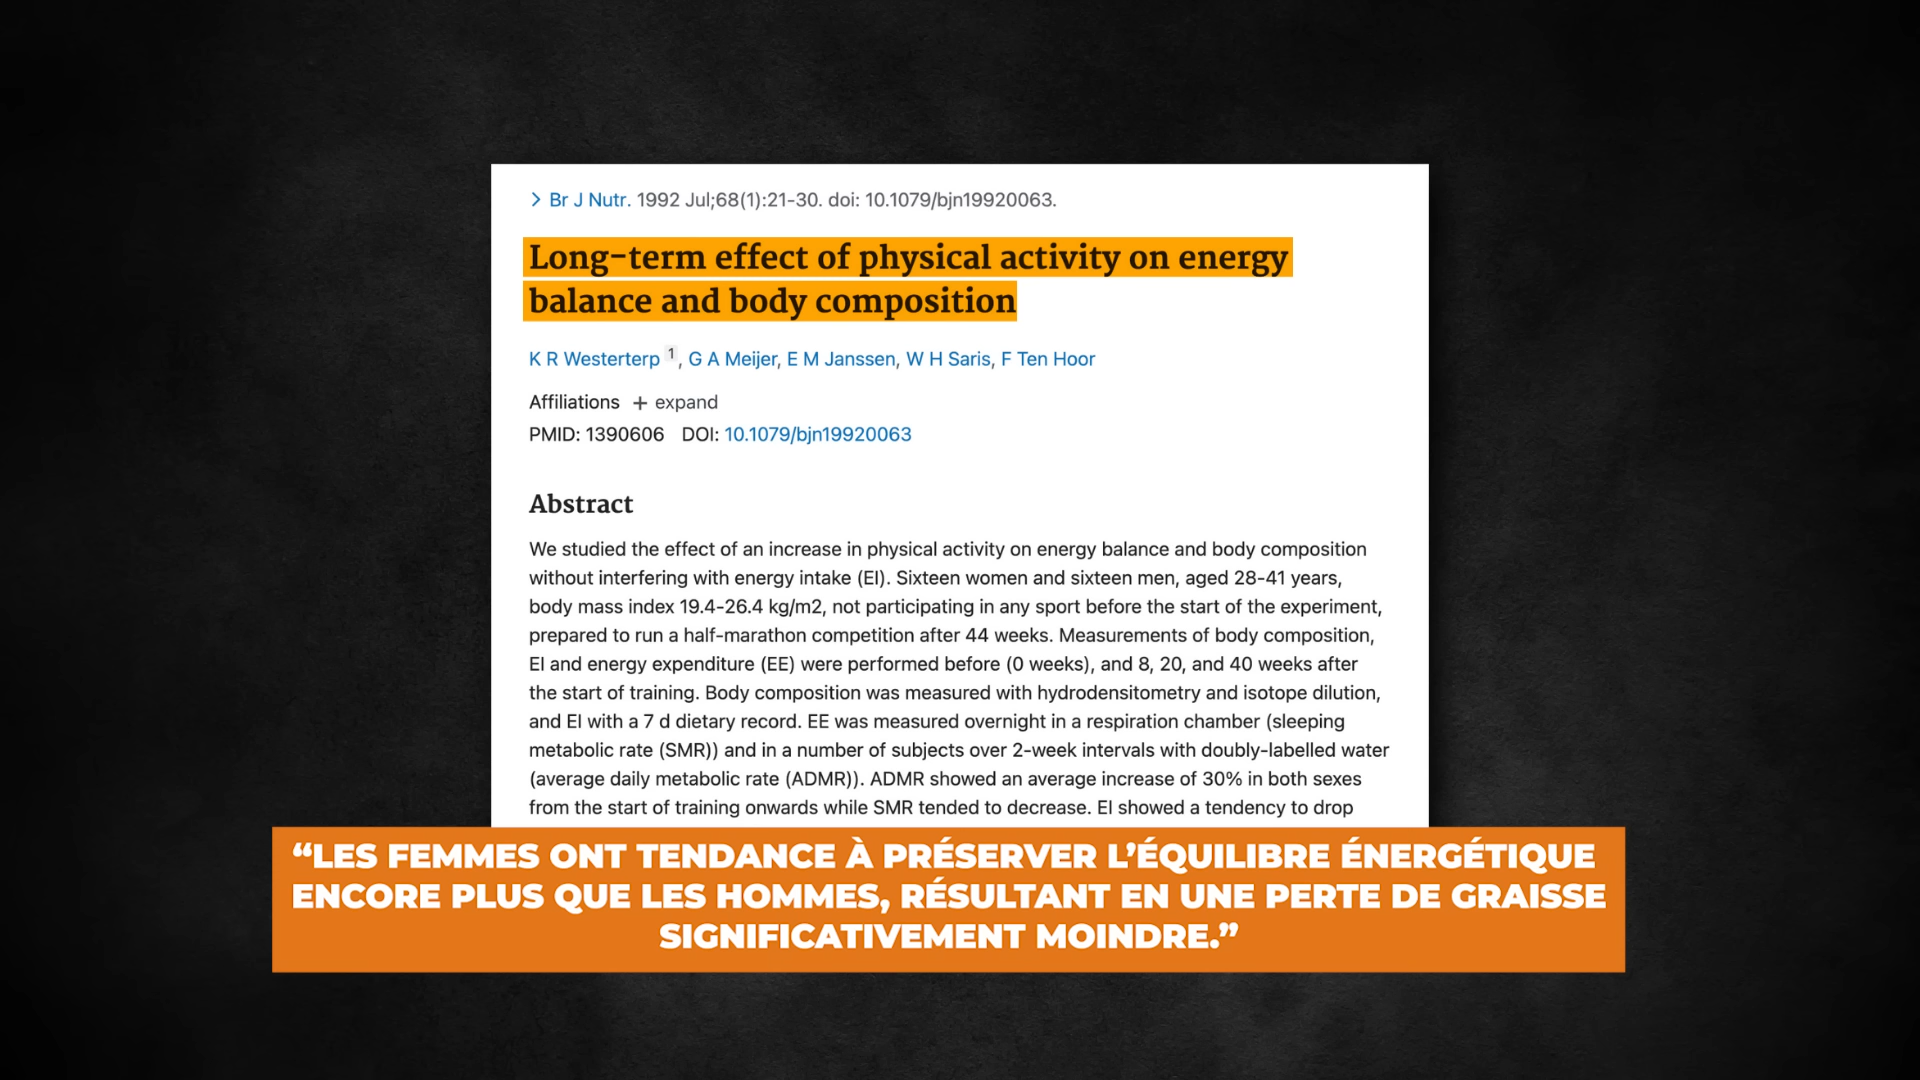 > Br J Nutr. 1992 Jul;68(1):21-30. doi: 10.1079/bjn19920063.
Long-term effect of physical activity on energy
balance and body composition
K R Westerterp 1, G A Meijer, E M Janssen, W H Saris, F Ten Hoor
Affiliations + expand
PMID: 1390606 DOI: 10.1079/bjn19920063
Abstract
We studied the effect of an increase in physical activity on energy balance and body composition
without interfering with energy intake (EI). Sixteen women and sixteen men, aged 28-41 years,
body mass index 19.4-26.4 kg/m2, not participating in any sport before the start of the experiment,
prepared to run a half-marathon competition after 44 weeks. Measurements of body composition,
EI and energy expenditure (EE) were performed before (0 weeks), and 8, 20, and 40 weeks after
the start of training. Body composition was measured with hydrodensitometry and isotope dilution,
and EI with a 7 d dietary record. EE was measured overnight in a respiration chamber (sleeping
metabolic rate (SMR)) and in a number of subjects over 2-week intervals with doubly-labelled water
(average daily metabolic rate (ADMR)). ADMR showed an average increase of 30% in both sexes
from the start of training onwards while SMR tended to decrease. EI showed a tendency to drop
“LES FEMMES ONT TENDANCE À PRÉSERVER L’ÉQUILIBRE ÉNERGÉTIQUE
ENCORE PLUS QUE LES HOMMES, RÉSULTANT EN UNE PERTE DE GRAISSE
SIGNIFICATIVEMENT MOINDRE.”